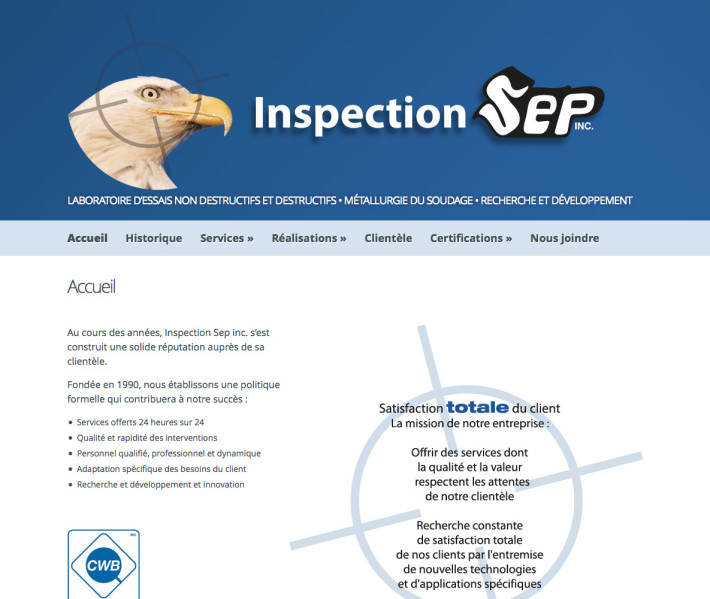 Inspection Sep INC.
LABORATOIRE D'ESSAIS NON DESTRUCTIFS ET DESTRUCTIFS • MÉTALLURGIE DU SOUDAGE • RECHERCHE ET DÉVELOPPEMENT
Accueil Historique Services » Réalisations » Clientèle Certifications » Nous joindre
Accueil
Au cours des années, Inspection Sep inc. s'est
construit une solide réputation auprès de sa
clientèle.
Fondée en 1990, nous établissons une politique
formelle qui contribuera à notre succès :
• Services offerts 24 heures sur 24
• Qualité et rapidité des interventions
• Personnel qualifié, professionnel et dynamique
• Adaptation spécifique des besoins du client
• Recherche et développement et innovation
CWB
Satisfaction totale du client
La mission de notre entreprise :
Offrir des services dont
la qualité et la valeur
respectent les attentes
de notre clientèle
Recherche constante
de satisfaction totale
de nos clients par l'entremise
de nouvelles technologies
et d'applications spécifiques